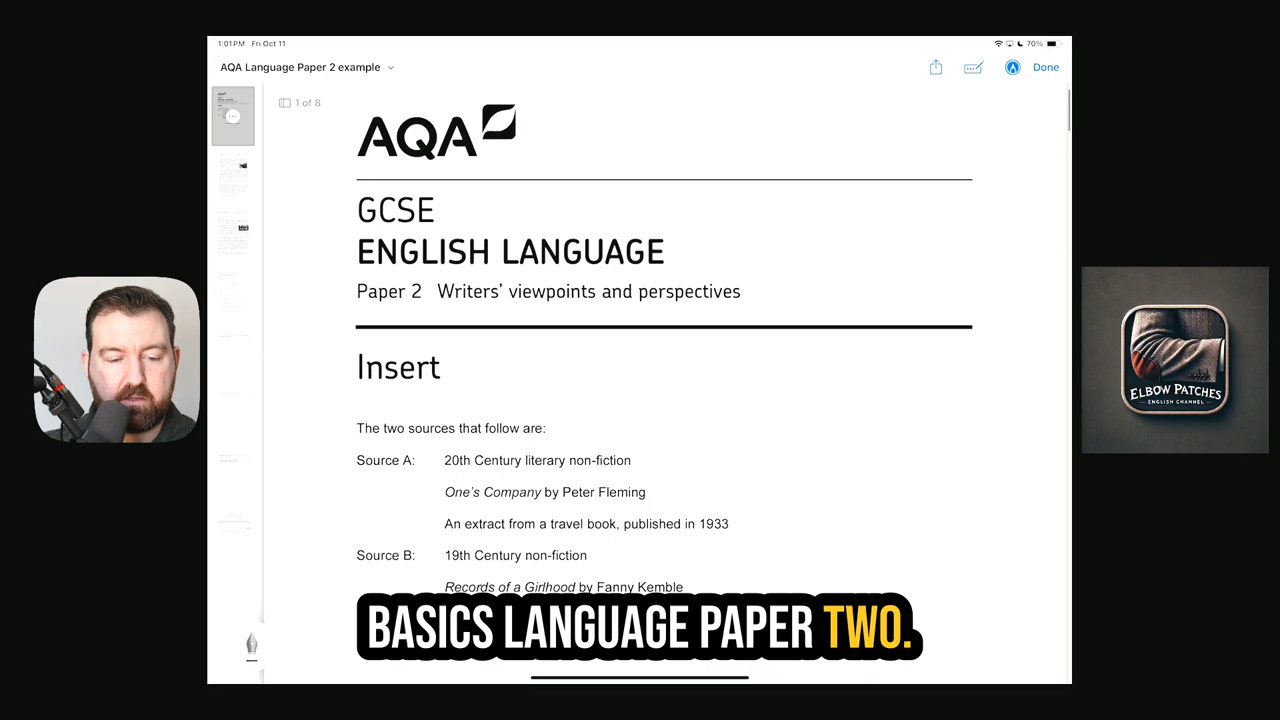 1:01 PM Fri Oct 11
70%
AQA Language Paper 2 example
Done
1 of 8
AQA
GCSE
ENGLISH LANGUAGE
Paper 2 Writers' viewpoints and perspectives
Insert
The two sources that follow are:
Source A: 20th Century literary non-fiction
One's Company by Peter Fleming
An extract from a travel book, published in 1933
Source B: 19th Century non-fiction
Records of a Girlhood by Fanny Kemble
BASICS LANGUAGE PAPER TWO.
ELBOW PATCHES
ENGLISH CHANNEL